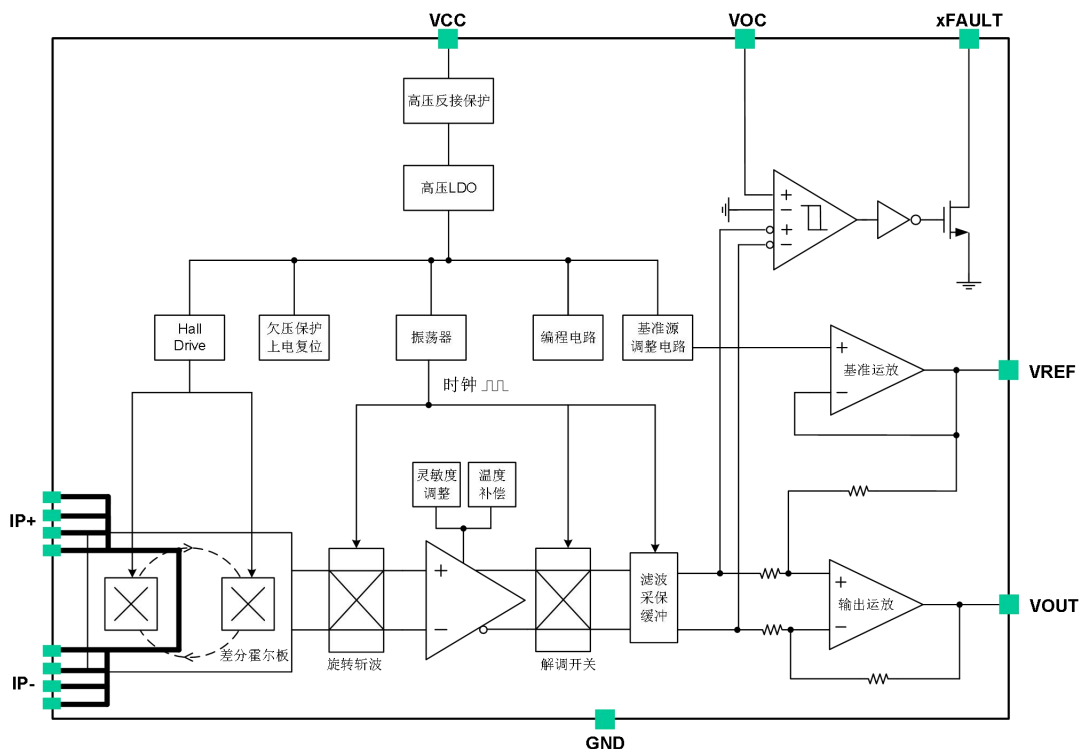 VCC
VOC
xFAULT
高压反接保护
高压LDO
+
−
+
−
Hall
Drive
欠压保护
上电复位
振荡器
编程电路
基准源
调整电路
时钟
+
基准运放
−
VREF
灵敏度
调整
温度
补偿
IP+
+
−
滤波
采保
缓冲
+
输出运放
−
VOUT
差分霍尔板
旋转斩波
解调开关
IP-
GND